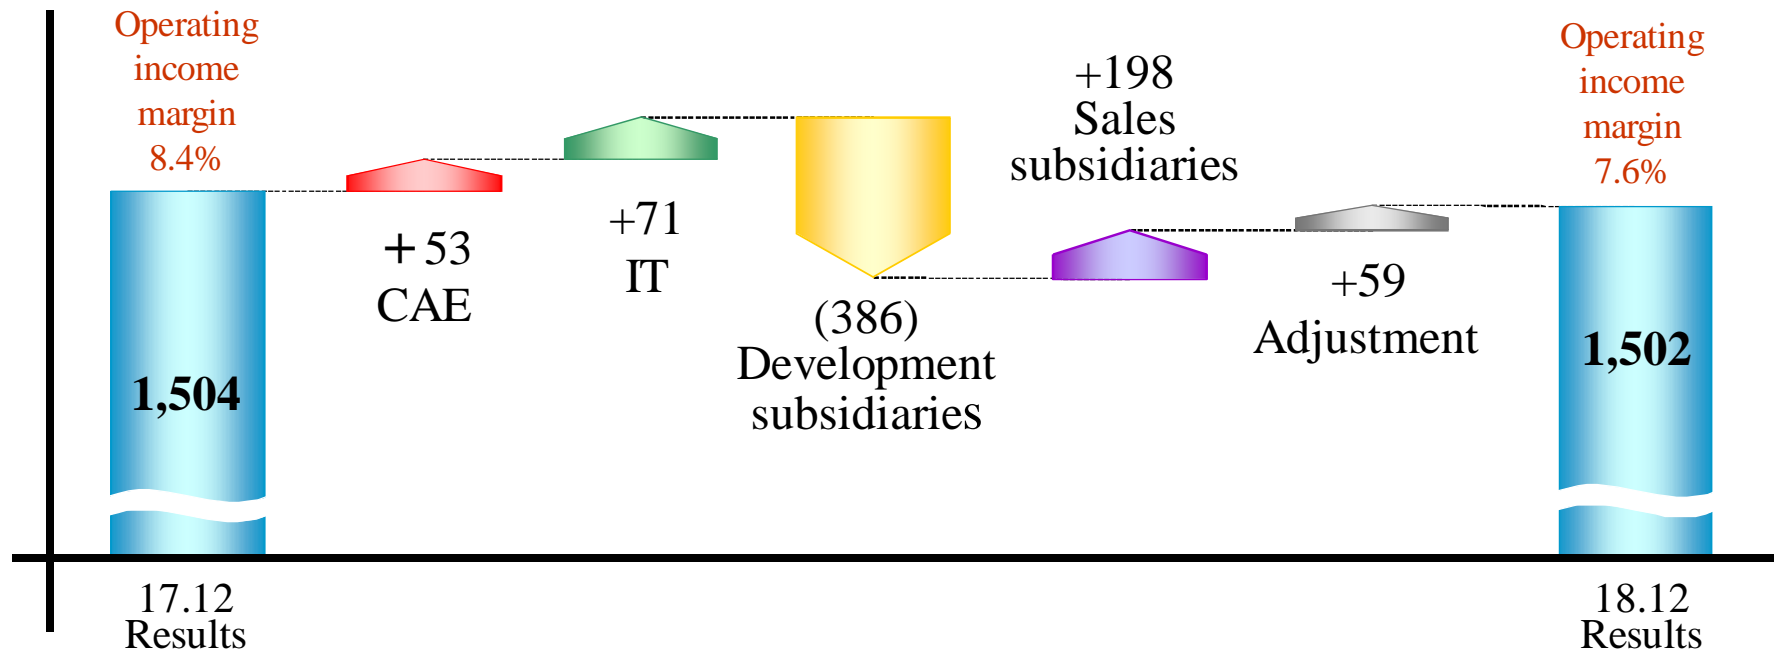 Operating
income
margin
8.4%
1,504
17.12
Results
+53
CAE
+71
IT
(386)
Development
subsidiaries
+198
Sales
subsidiaries
+59
Adjustment
Operating
income
margin
7.6%
1,502
18.12
Results